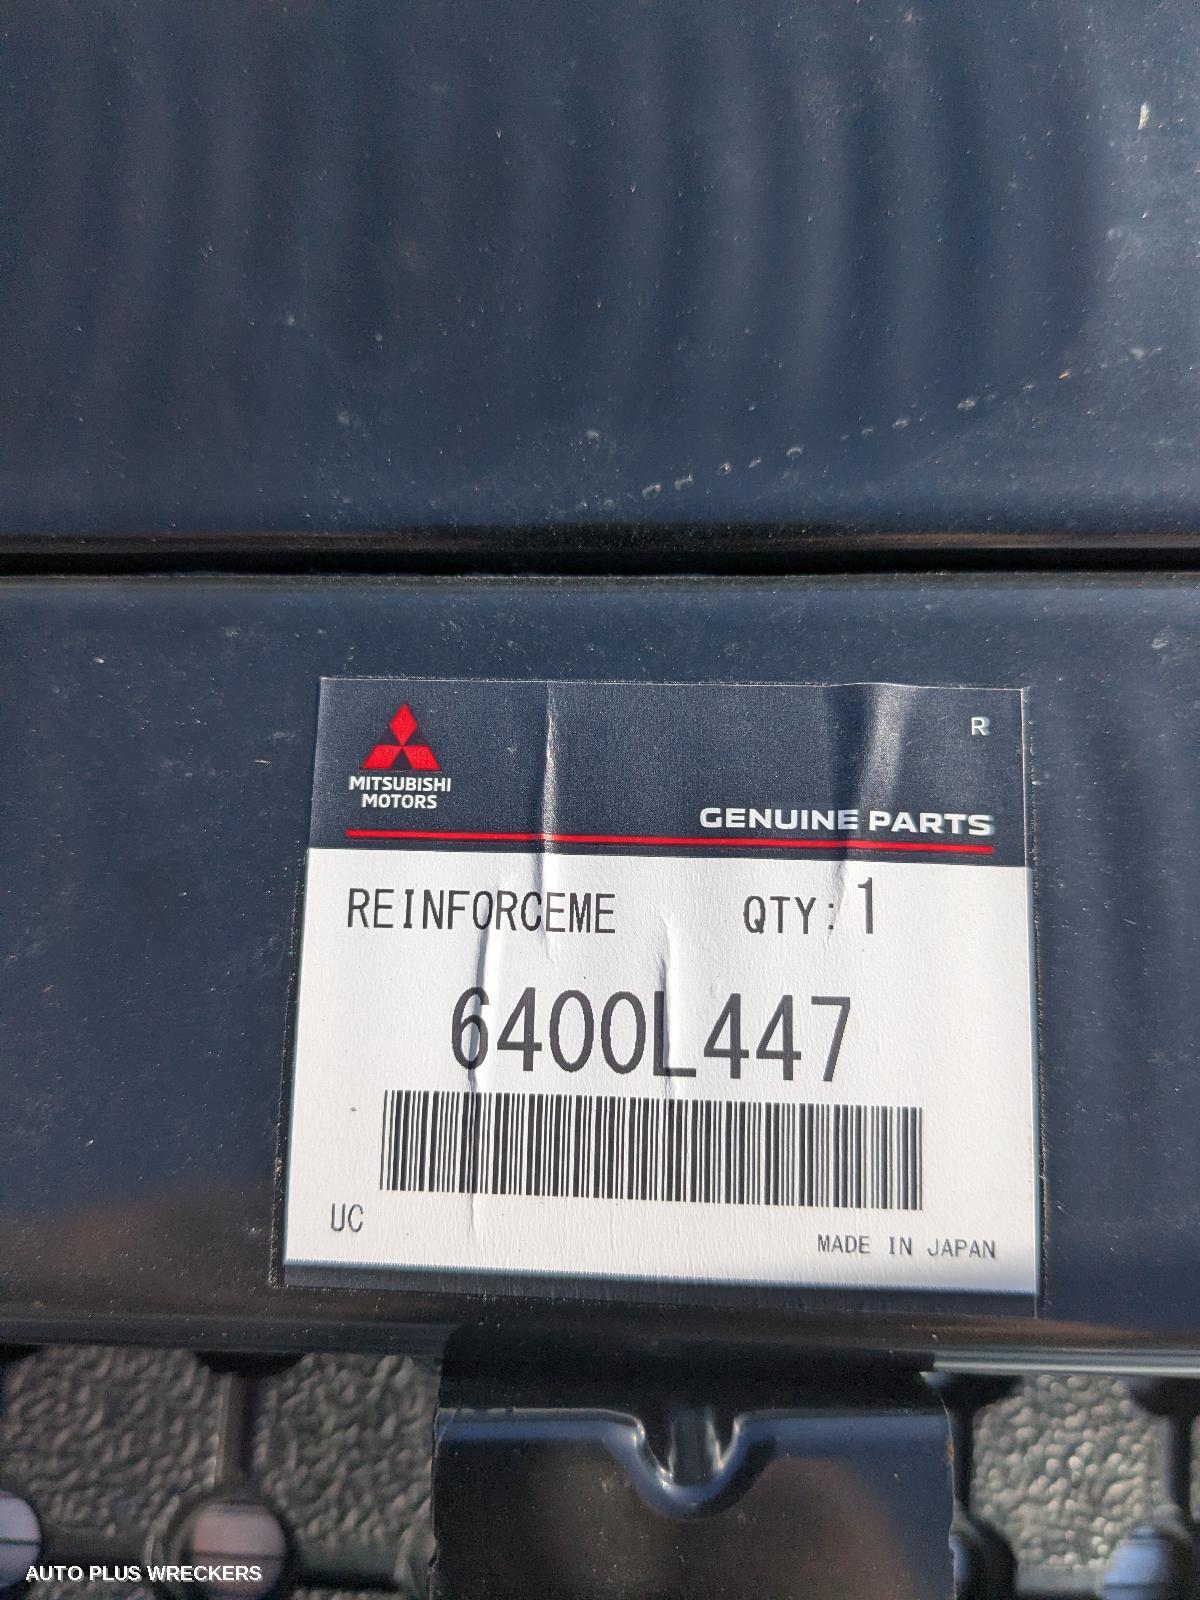 R
MITSUBISHI
MOTORS
GENUINE PARTS
REINFORCEME QTY: 1
6400L447
UC
MADE IN JAPAN
AUTO PLUS WRECKERS